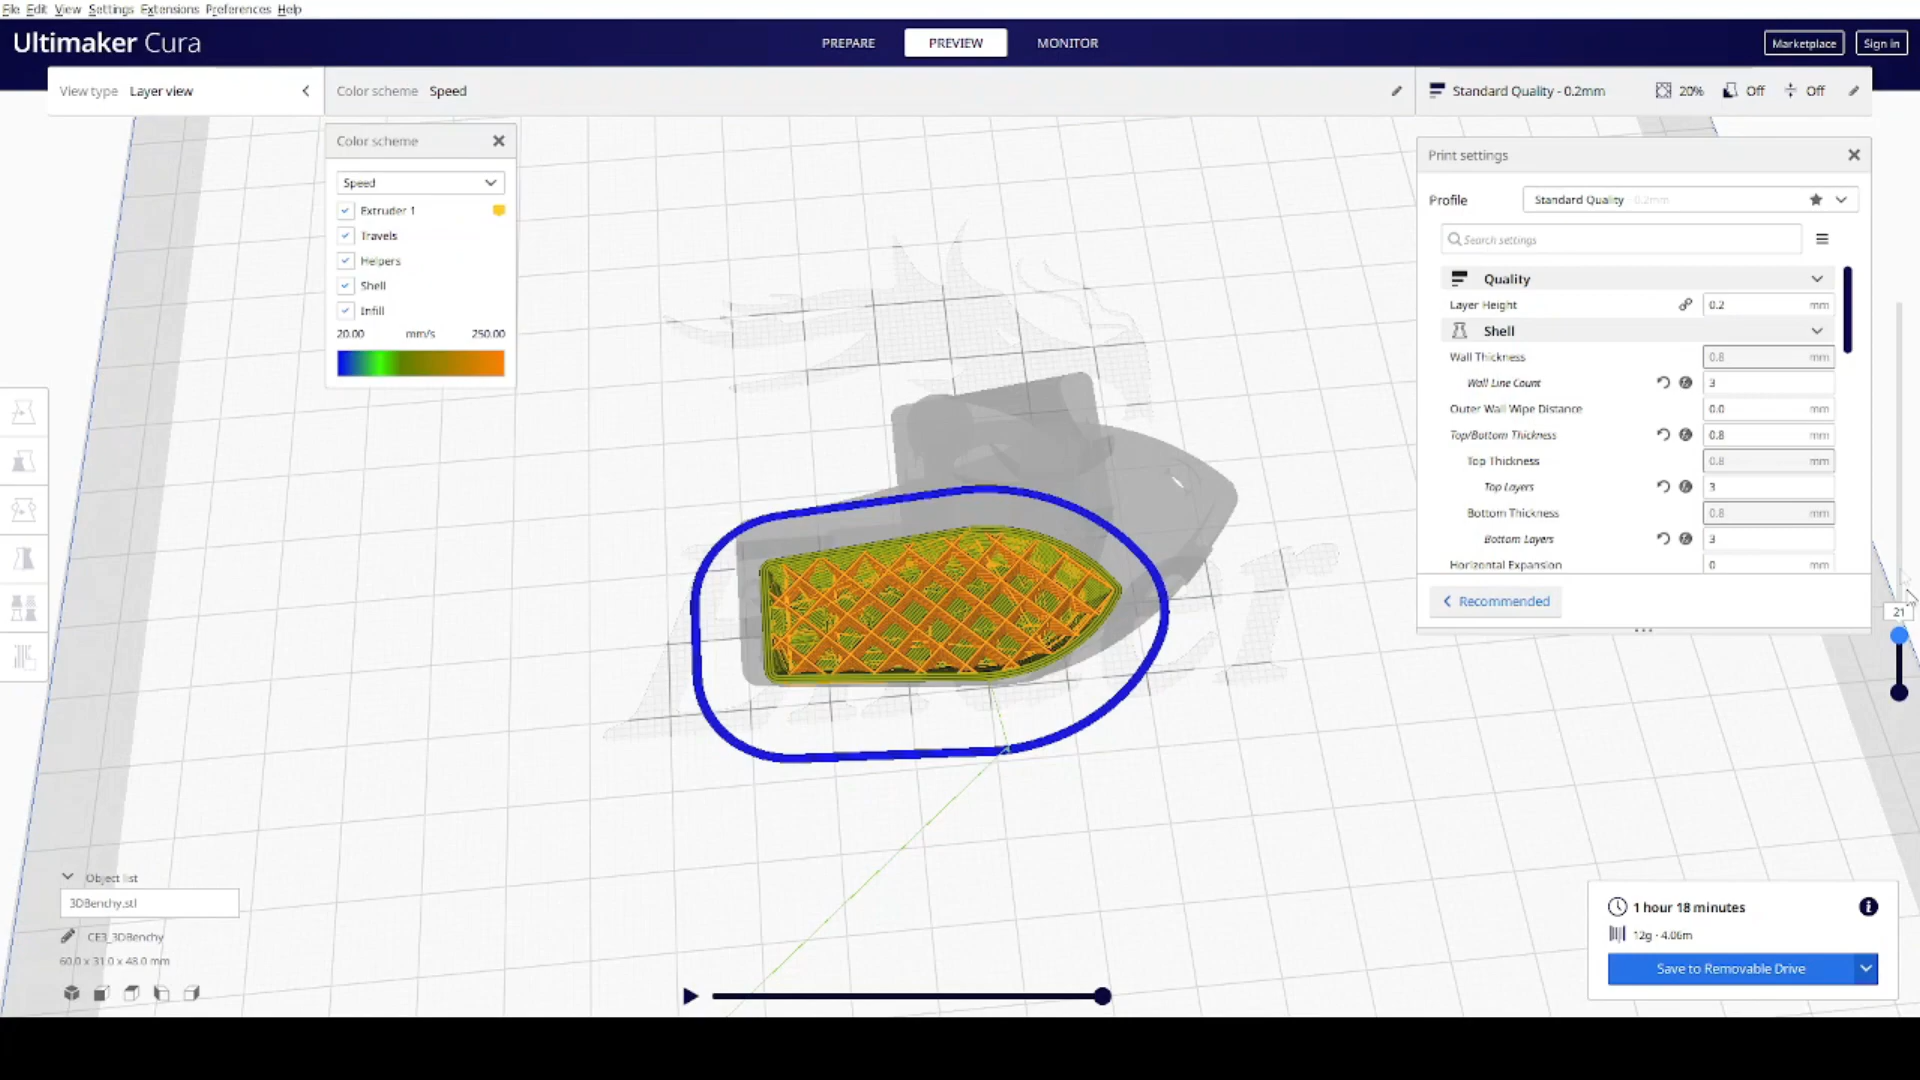 File Edit View Settings Extensions Preferences Help
Ultimaker Cura
PREPARE PREVIEW MONITOR
Marketplace Sign in
View type Layer view
Color scheme Speed
Standard Quality - 0.2mm 20% Off Off
Color scheme
Speed
Extruder 1
Travels
Helpers
Shell
Infill
20.00 mm/s 250.00
Print settings
Profile Standard Quality - 0.2mm
Search settings
Quality
Layer Height 0.2 mm
Shell
Wall Thickness 0.8 mm
Wall Line Count 3
Outer Wall Wipe Distance 0.0 mm
Top/Bottom Thickness 0.8 mm
Top Thickness 0.8 mm
Top Layers 3
Bottom Thickness 0.8 mm
Bottom Layers 3
Horizontal Expansion 0 mm
Recommended
21
Object list
3DBenchy.stl
CE3_3DBenchy
60.0 x 31.0 x 48.0 mm
1 hour 18 minutes
12g · 4.06m
Save to Removable Drive